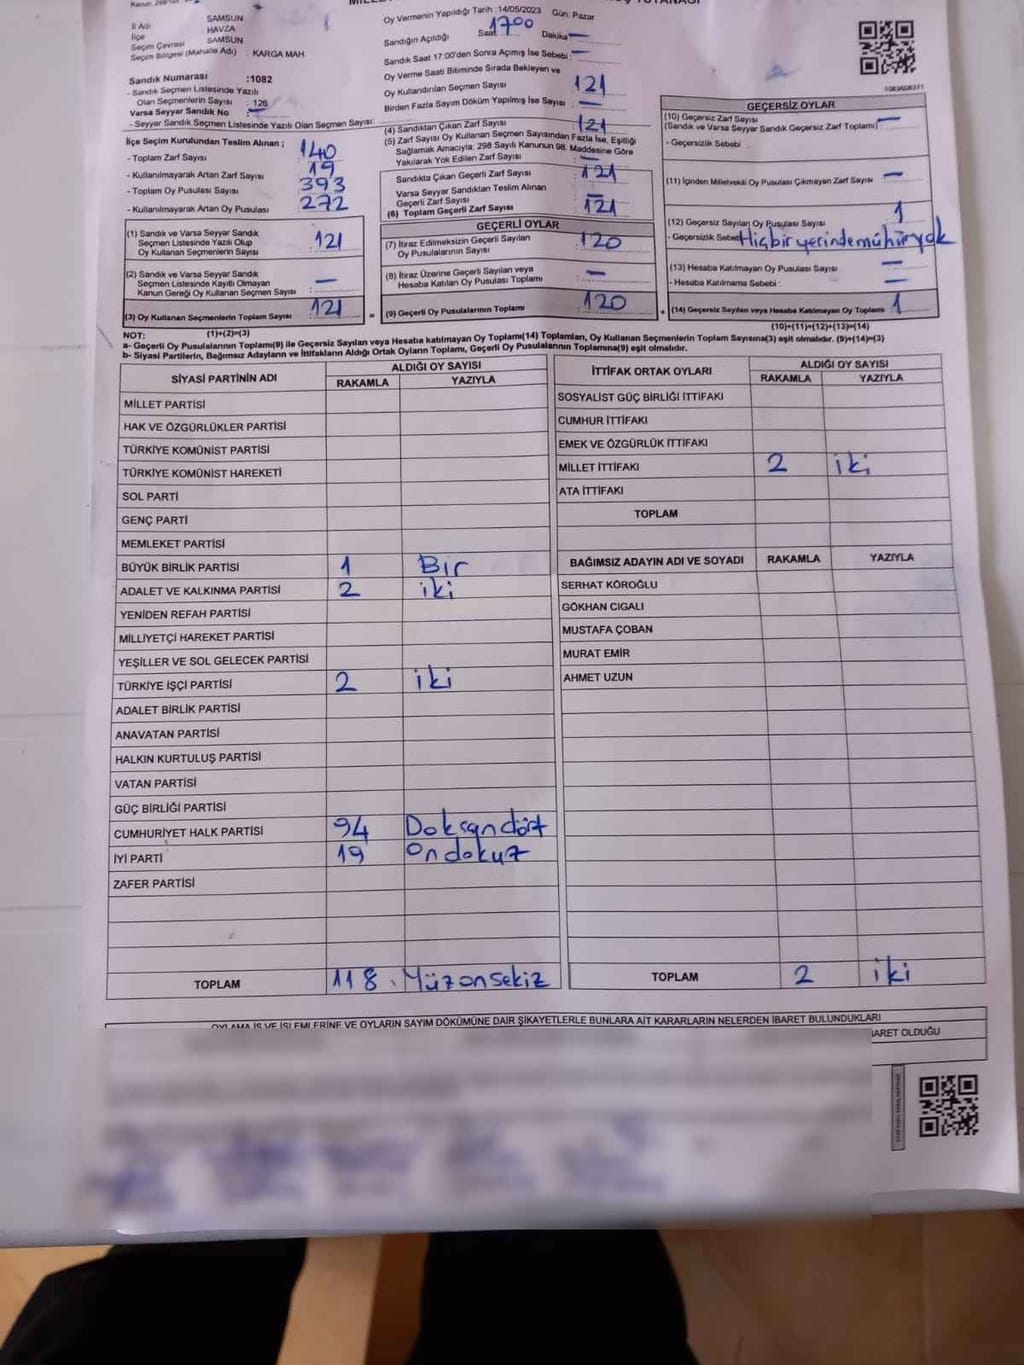 İl Adı SAMSUN
İlçe HAVZA
Seçim Çevresi SAMSUN
Seçim Bölgesi (Mahalle Adı) : KARGA MAH
Sandık Numarası :1082
- Sandık Seçmen Listesinde Yazılı
Olan Seçmenlerin Sayısı : 126
Varsa Seyyar Sandık No —
- Seyyar Sandık Seçmen Listesinde Yazılı Olan Seçmen Sayısı:
Oy Vermenin Yapıldığı Tarih :14/05/2023 Gün: Pazar
Sandığın Açıldığı Saat 1700 Dakika —
Sandık Saat 17:00'den Sonra Açımış İse Sebebi : —
Oy Verme Saati Bitiminde Sırada Bekleyen ve
Oy Kullandırılan Seçmen Sayısı 121
Birden Fazla Sayım Döküm Yapılmış İse Sayısı : —
İlçe Seçim Kurulundan Teslim Alınan ;
- Toplam Zarf Sayısı 140
- Kullanılmayarak Artan Zarf Sayısı 19
- Toplam Oy Pusulası Sayısı 393
- Kullanılmayarak Artan Oy Pusulası 272
(4) Sandıktan Çıkan Zarf Sayısı 121
(5) Zarf Sayısı Oy Kullanan Seçmen Sayısından Fazla İse, Eşitliği
Sağlamak Amacıyla: 298 Sayılı Kanunun 98. Maddesine Göre
Yakılarak Yok Edilen Zarf Sayısı : —
Sandıkta Çıkan Geçerli Zarf Sayısı : 121
Varsa Seyyar Sandıktan Teslim Alınan
Geçerli Zarf Sayısı : —
(6) Toplam Geçerli Zarf Sayısı 121
GEÇERSİZ OYLAR
(10) Geçersiz Zarf Sayısı —
(Sandık ve Varsa Seyyar Sandık Geçersiz Zarf Toplamı)
- Geçersizlik Sebebi :
(11) İçinden Milletvekili Oy Pusulası Çıkmayan Zarf Sayısı —
(12) Geçersiz Sayılan Oy Pusulası Sayısı 1
- Geçersizlik Sebebi Hiçbir yerinde mühür yok
(13) Hesaba Katılmayan Oy Pusulası Sayısı —
- Hesaba Katılmama Sebebi : —
(14) Geçersiz Sayılan veya Hesaba Katılmayan Oy Toplamı 1
(10)+(11)+(12)+(13)=(14)
(1) Sandık ve Varsa Seyyar Sandık
Seçmen Listesinde Yazılı Olup
Oy Kullanan Seçmenlerin Sayısı 121
(2) Sandık ve Varsa Seyyar Sandık
Seçmen Listesinde Kayıtlı Olmayan
Kanun Gereği Oy Kullanan Seçmen Sayısı : —
(3) Oy Kullanan Seçmenlerin Toplam Sayısı 121
(1)+(2)=(3)
GEÇERLİ OYLAR
(7) İtiraz Edilmeksizin Geçerli Sayılan
Oy Pusulalarının Sayısı : 120
(8) İtiraz Üzerine Geçerli Sayılan veya
Hesaba Katılan Oy Pusulası Toplamı : —
(9) Geçerli Oy Pusulalarının Toplamı 120
NOT:
a- Geçerli Oy Pusulalarının Toplamı(9) ile Geçersiz Sayılan veya Hesaba katılmayan Oy Toplamı(14) Toplamları, Oy Kullanan Seçmenlerin Toplam Sayısına(3) eşit olmalıdır. (9)+(14)=(3)
b- Siyasi Partilerin, Bağımsız Adayların ve İttifakların Aldığı Ortak Oyların Toplamı, Geçerli Oy Pusulalarının Toplamına(9) eşit olmalıdır.
SİYASİ PARTİNİN ADI ALDIĞI OY SAYISI
RAKAMLA YAZIYLA
MİLLET PARTİSİ
HAK VE ÖZGÜRLÜKLER PARTİSİ
TÜRKİYE KOMÜNİST PARTİSİ
TÜRKİYE KOMÜNİST HAREKETİ
SOL PARTİ
GENÇ PARTİ
MEMLEKET PARTİSİ
BÜYÜK BİRLİK PARTİSİ 1 Bir
ADALET VE KALKINMA PARTİSİ 2 iki
YENİDEN REFAH PARTİSİ
MİLLİYETÇİ HAREKET PARTİSİ
YEŞİLLER VE SOL GELECEK PARTİSİ
TÜRKİYE İŞÇİ PARTİSİ 2 iki
ADALET BİRLİK PARTİSİ
ANAVATAN PARTİSİ
HALKIN KURTULUŞ PARTİSİ
VATAN PARTİSİ
GÜÇ BİRLİĞİ PARTİSİ
CUMHURİYET HALK PARTİSİ 94 Doksandört
İYİ PARTİ 19 Ondokuz
ZAFER PARTİSİ
TOPLAM 118 Yüzonsekiz
İTTİFAK ORTAK OYLARI ALDIĞI OY SAYISI
RAKAMLA YAZIYLA
SOSYALİST GÜÇ BİRLİĞİ İTTİFAKI
CUMHUR İTTİFAKI
EMEK VE ÖZGÜRLÜK İTTİFAKI
MİLLET İTTİFAKI 2 iki
ATA İTTİFAKI
TOPLAM
BAĞIMSIZ ADAYIN ADI VE SOYADI RAKAMLA YAZIYLA
SERHAT KÖROĞLU
GÖKHAN CIGALI
MUSTAFA ÇOBAN
MURAT EMİR
AHMET UZUN
TOPLAM 2 iki
OYLAMA İŞ VE İŞLEMLERİNE VE OYLARIN SAYIM DÖKÜMÜNE DAİR ŞİKAYETLERLE BUNLARA AİT KARARLARIN NELERDEN İBARET BULUNDUKLARI
BARET OLDUĞU